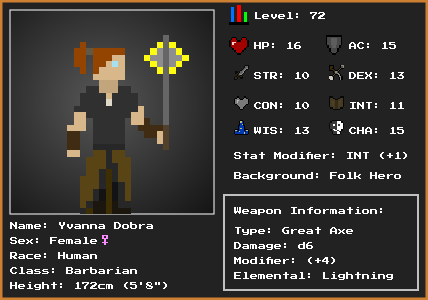 Level: 72
HP: 16 AC: 15
STR: 10 DEX: 13
CON: 10 INT: 11
WIS: 13 CHA: 15
Stat Modifier: INT (+1)
Background: Folk Hero
Weapon Information:
Type: Great Axe
Damage: d6
Modifier: (+4)
Elemental: Lightning
Name: Yvanna Dobra
Sex: Female♀
Race: Human
Class: Barbarian
Height: 172cm (5'8")